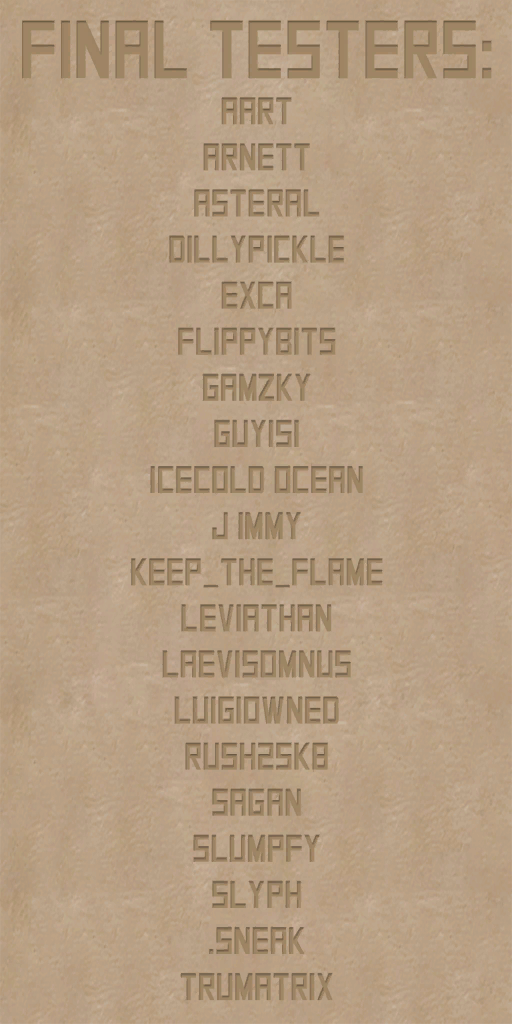 FINAL TESTERS:
AART
ARNETT
ASTERAL
DILLYPICKLE
EXCA
FLIPPYBITS
GAMZKY
GUYISI
ICECOLD OCEAN
J IMMY
KEEP_THE_FLAME
LEVIATHAN
LAEVISOMNUS
LUIGIOWNED
RUSH2SK8
SAGAN
SLUMPFY
SLYPH
.SNEAK
TRUMATRIX